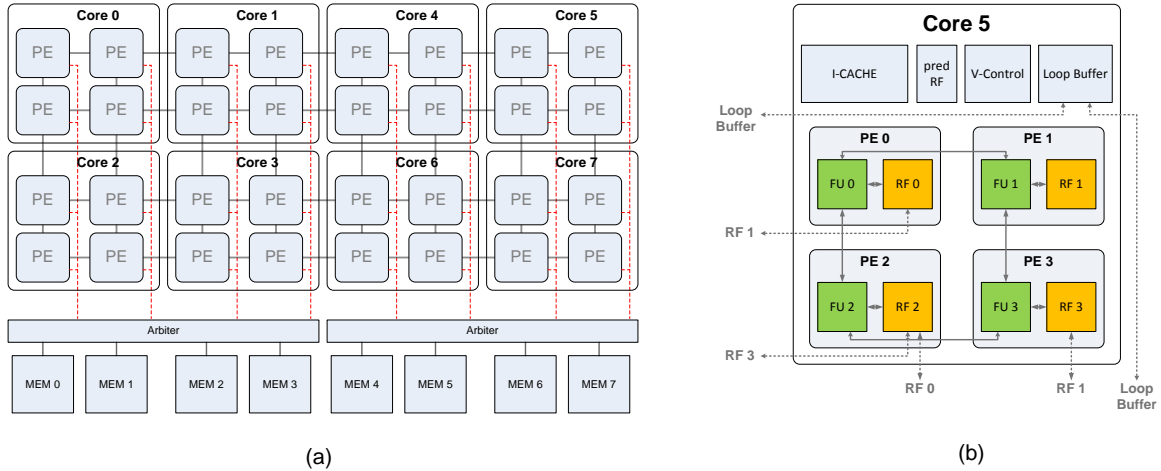 Core 0
Core 1
Core 4
Core 5
PE PE PE PE PE PE PE PE
PE PE PE PE PE PE PE PE
Core 2
Core 3
Core 6
Core 7
PE PE PE PE PE PE PE PE
PE PE PE PE PE PE PE PE
Arbiter
Arbiter
MEM 0
MEM 1
MEM 2
MEM 3
MEM 4
MEM 5
MEM 6
MEM 7
(a)
Core 5
I-CACHE
pred
RF
V-Control
Loop Buffer
Loop
Buffer
PE 0
PE 1
FU 0
RF 0
FU 1
RF 1
RF 1
PE 2
PE 3
FU 2
RF 2
FU 3
RF 3
RF 3
RF 0
RF 1
Loop
Buffer
(b)